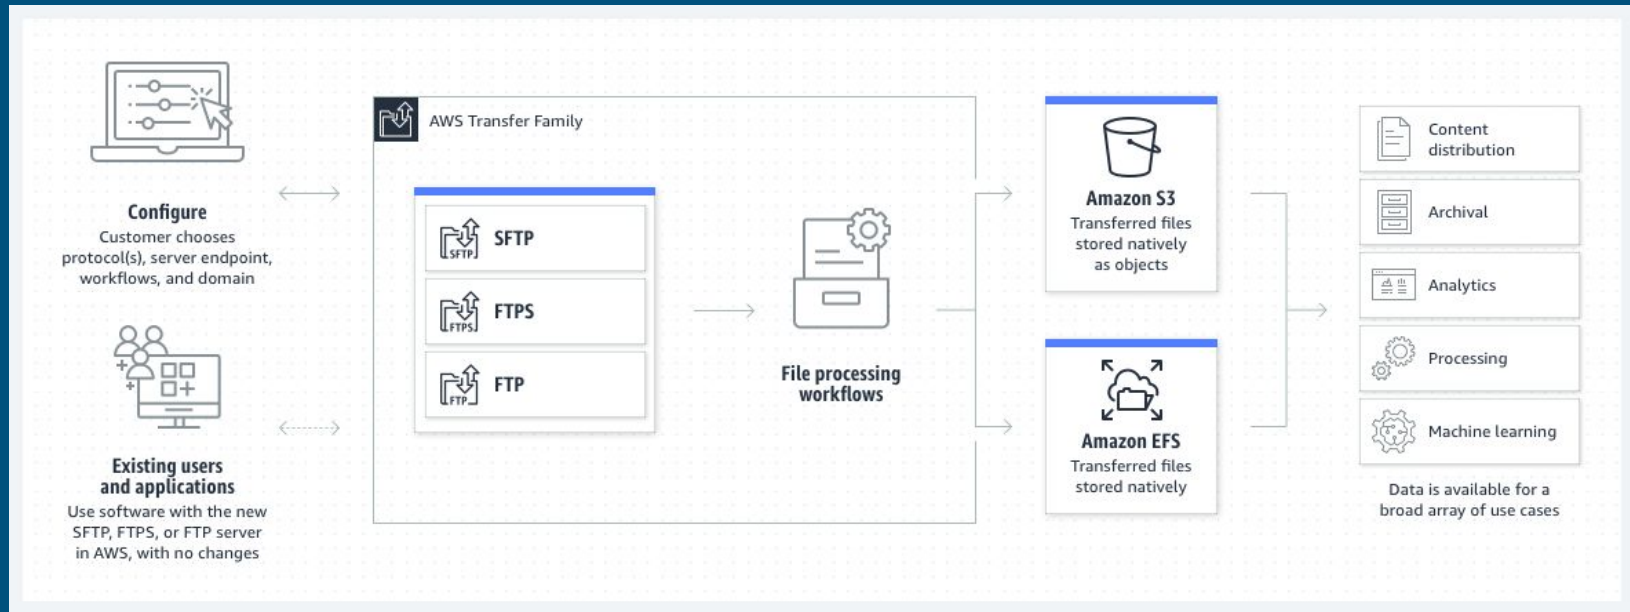 Configure
Customer chooses
protocol(s), server endpoint,
workflows, and domain
Existing users
and applications
Use software with the new
SFTP, FTPS, or FTP server
in AWS, with no changes
AWS Transfer Family
SFTP
SFTP
FTPS
FTPS
FTP
FTP
File processing
workflows
Amazon S3
Transferred files
stored natively
as objects
Amazon EFS
Transferred files
stored natively
Content
distribution
Archival
Analytics
Processing
Machine learning
Data is available for a
broad array of use cases